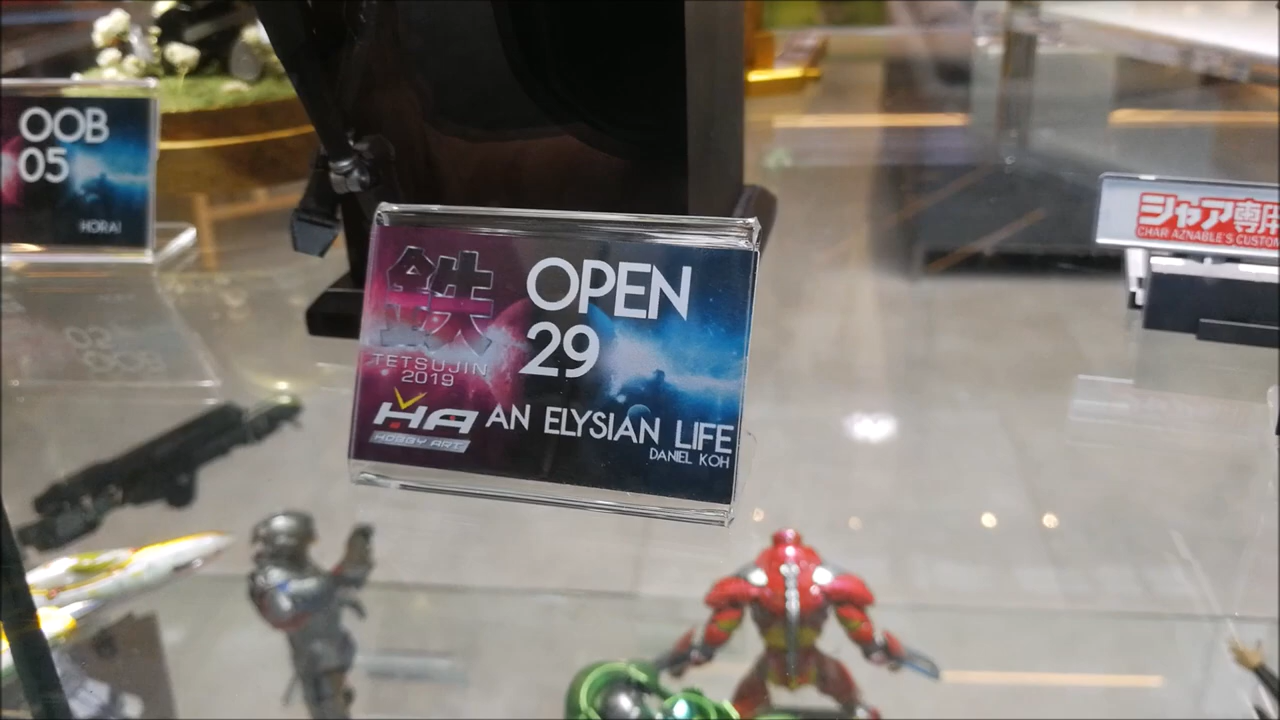 OOB
05
HORAI
鉄
TETSUJIN
2019
HA
HOBBY ART
OPEN
29
AN ELYSIAN LIFE
DANIEL KOH
シャア専用
CHAR AZNABLE'S CUSTO